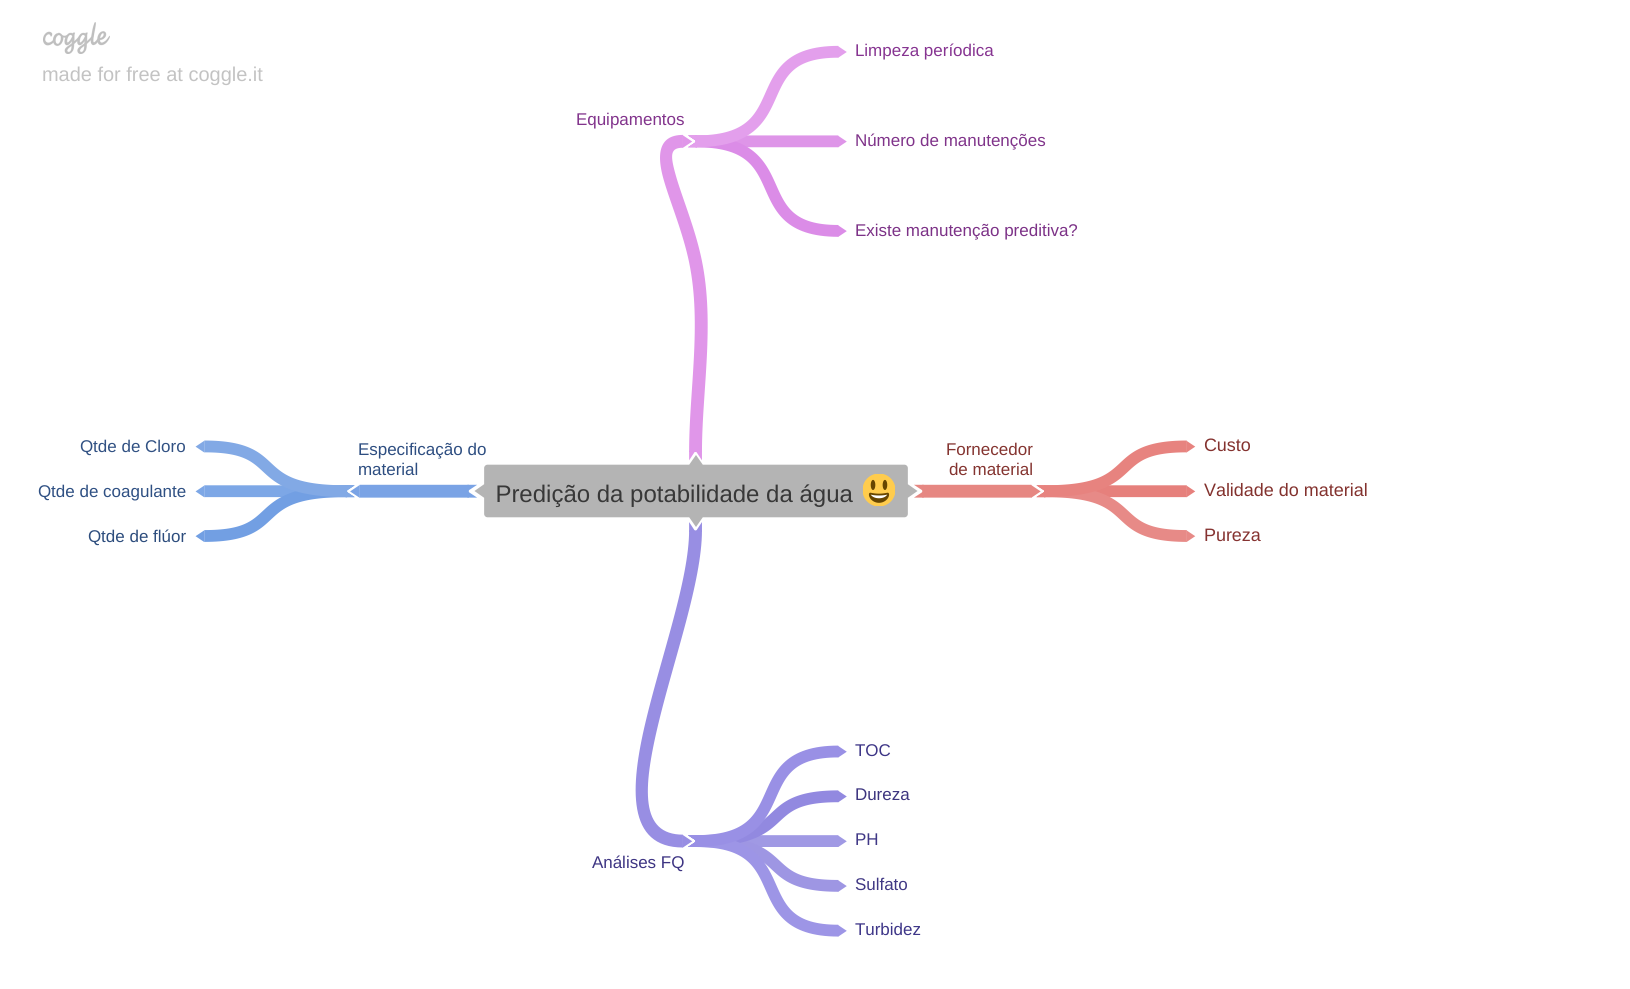 coggle
made for free at coggle.it
Equipamentos
Limpeza períodica
Número de manutenções
Existe manutenção preditiva?
Qtde de Cloro
Qtde de coagulante
Qtde de flúor
Especificação do
material
Predição da potabilidade da água 😃
Fornecedor
de material
Custo
Validade do material
Pureza
Análises FQ
TOC
Dureza
PH
Sulfato
Turbidez